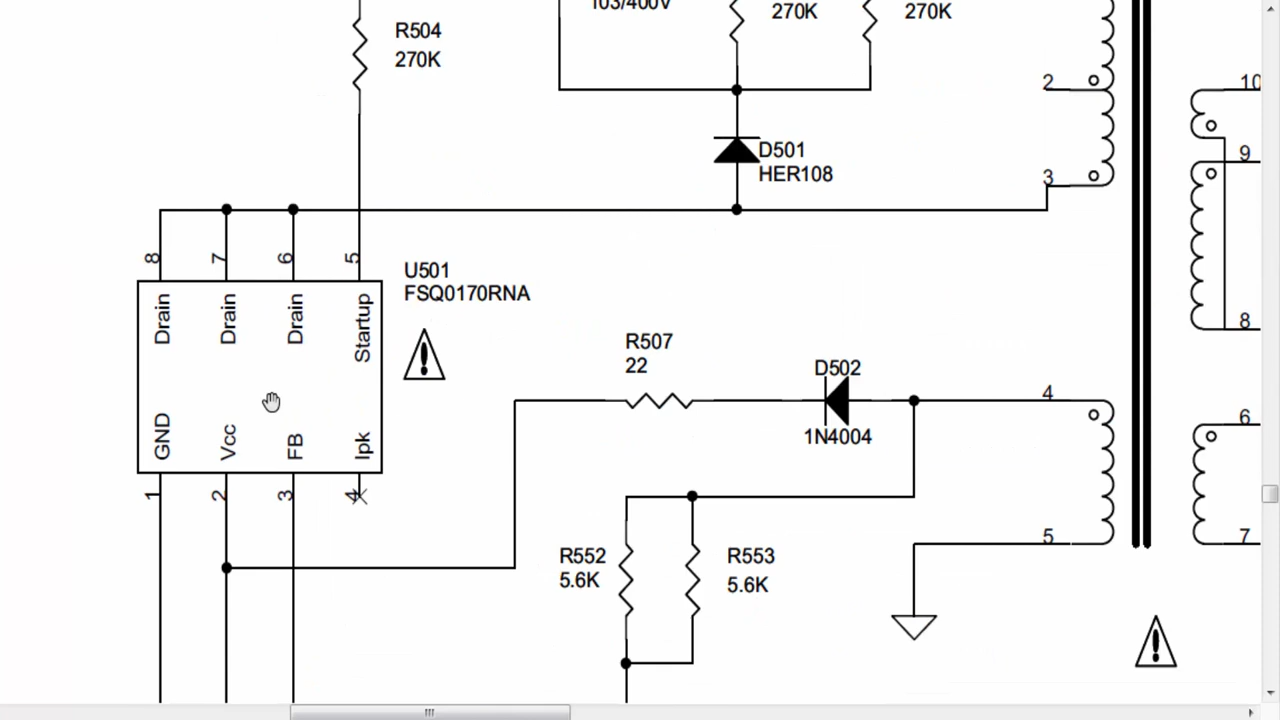 103/400V
270K
270K
R504
270K
2
10
D501
HER108
9
3
8
7
6
5
U501
FSQ0170RNA
Drain
Drain
Drain
Startup
8
R507
22
D502
4
1N4004
6
GND
Vcc
FB
Ipk
1
2
3
4
5
7
R552
5.6K
R553
5.6K